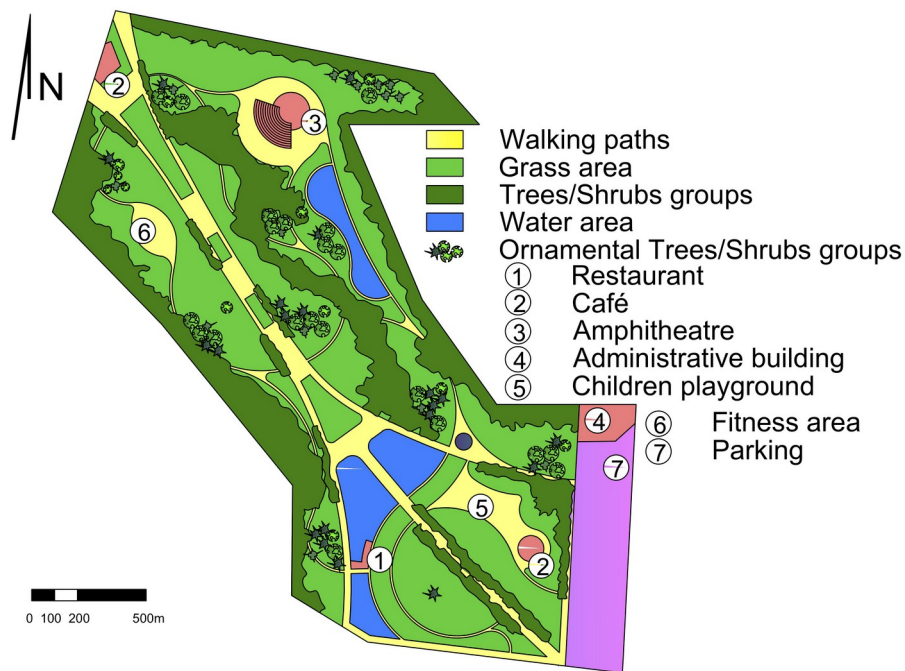 N
2
3
6
Walking paths
Grass area
Trees/Shrubs groups
Water area
Ornamental Trees/Shrubs groups
1 Restaurant
2 Café
3 Amphitheatre
4 Administrative building
5 Children playground
6 Fitness area
7 Parking
4
7
5
1
2
0 100 200 500m